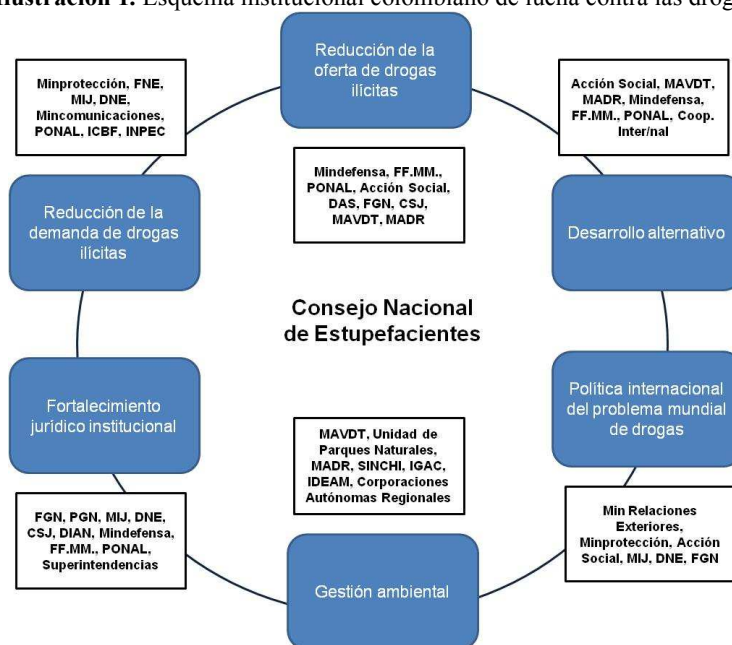 Ilustración 1. Esquema institucional colombiano de lucha contra las drog
Reducción de la
oferta de drogas
ilícitas
Minprotección, FNE,
MIJ, DNE,
Mincomunicaciones,
PONAL, ICBF, INPEC
Acción Social, MAVDT,
MADR, Mindefensa,
FF.MM., PONAL, Coop.
Inter/nal
Mindefensa, FF.MM.,
PONAL, Acción Social,
DAS, FGN, CSJ,
MAVDT, MADR
Reducción de la
demanda de drogas
ilícitas
Desarrollo alternativo
Consejo Nacional
de Estupefacientes
Fortalecimiento
jurídico institucional
Política internacional
del problema mundial
de drogas
MAVDT, Unidad de
Parques Naturales,
MADR, SINCHI, IGAC,
IDEAM, Corporaciones
Autónomas Regionales
FGN, PGN, MIJ, DNE,
CSJ, DIAN, Mindefensa,
FF.MM., PONAL,
Superintendencias
Min Relaciones
Exteriores,
Minprotección, Acción
Social, MIJ, DNE, FGN
Gestión ambiental